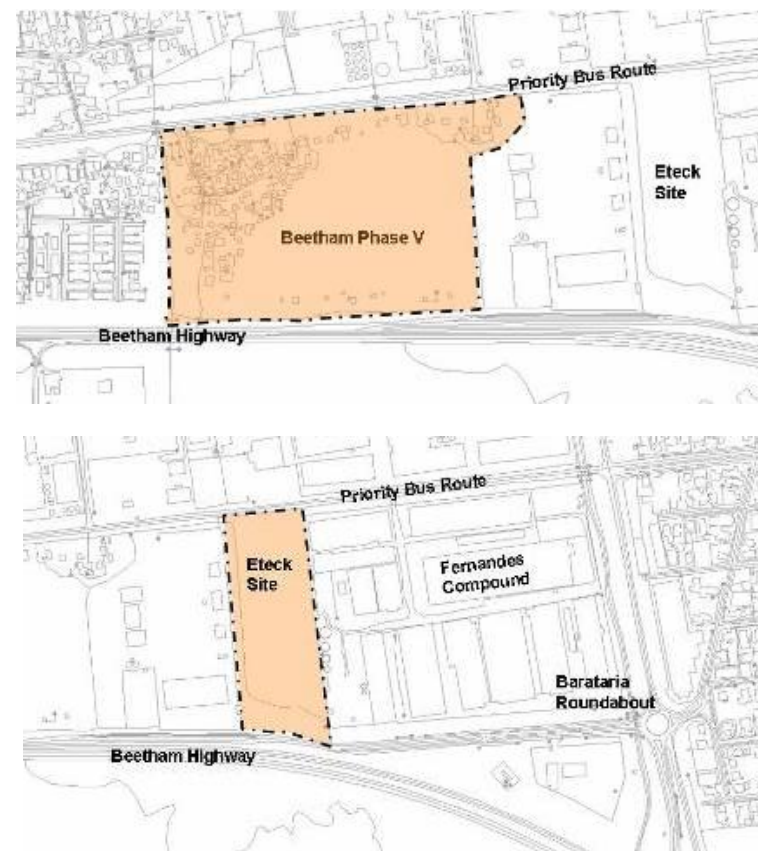 Priority Bus Route
Eteck
Site
Beetham Phase V
Beetham Highway
Priority Bus Route
Eteck
Site
Fernandes
Compound
Barataria
Roundabout
Beetham Highway